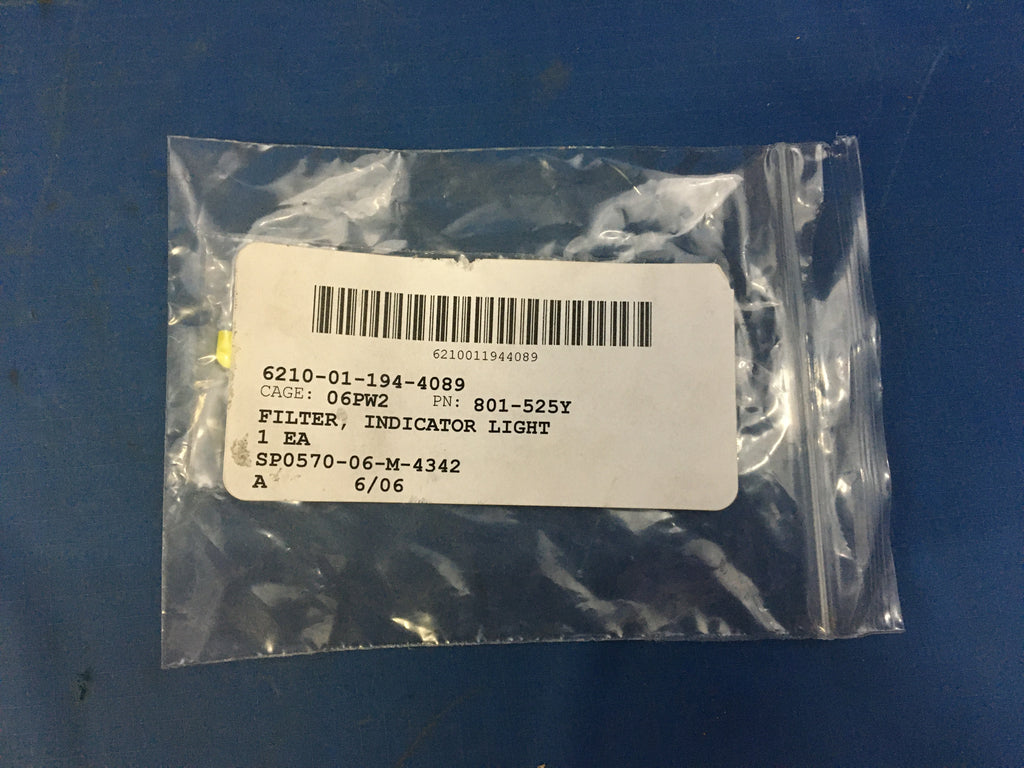 6210011944089
6210-01-194-4089
CAGE: 06PW2 PN: 801-525Y
FILTER, INDICATOR LIGHT
1 EA
SP0570-06-M-4342
A 6/06